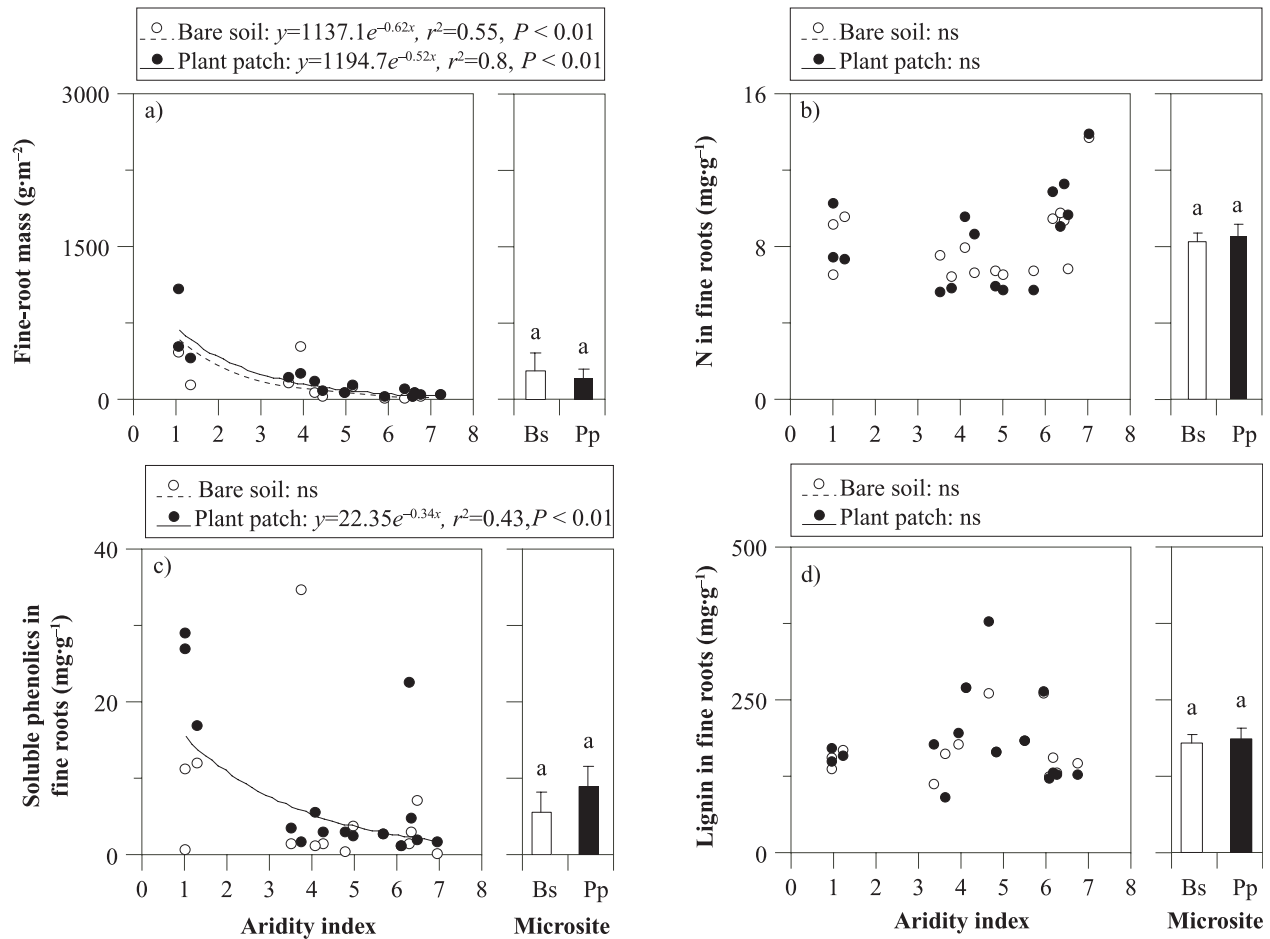 Bare soil: y=1137.1e^–0.62x, r²=0.55, P < 0.01
Plant patch: y=1194.7e^–0.52x, r²=0.8, P < 0.01
a)
3000
1500
0
Fine-root mass (g·m⁻²)
0 1 2 3 4 5 6 7 8
a a
Bs Pp
Bare soil: ns
Plant patch: ns
b)
16
8
0
N in fine roots (mg·g⁻¹)
0 1 2 3 4 5 6 7 8
a a
Bs Pp
Bare soil: ns
Plant patch: y=22.35e^–0.34x, r²=0.43, P < 0.01
c)
40
20
0
Soluble phenolics in
fine roots (mg·g⁻¹)
0 1 2 3 4 5 6 7 8
Aridity index
a a
Bs Pp
Microsite
Bare soil: ns
Plant patch: ns
d)
500
250
0
Lignin in fine roots (mg·g⁻¹)
0 1 2 3 4 5 6 7 8
Aridity index
a a
Bs Pp
Microsite